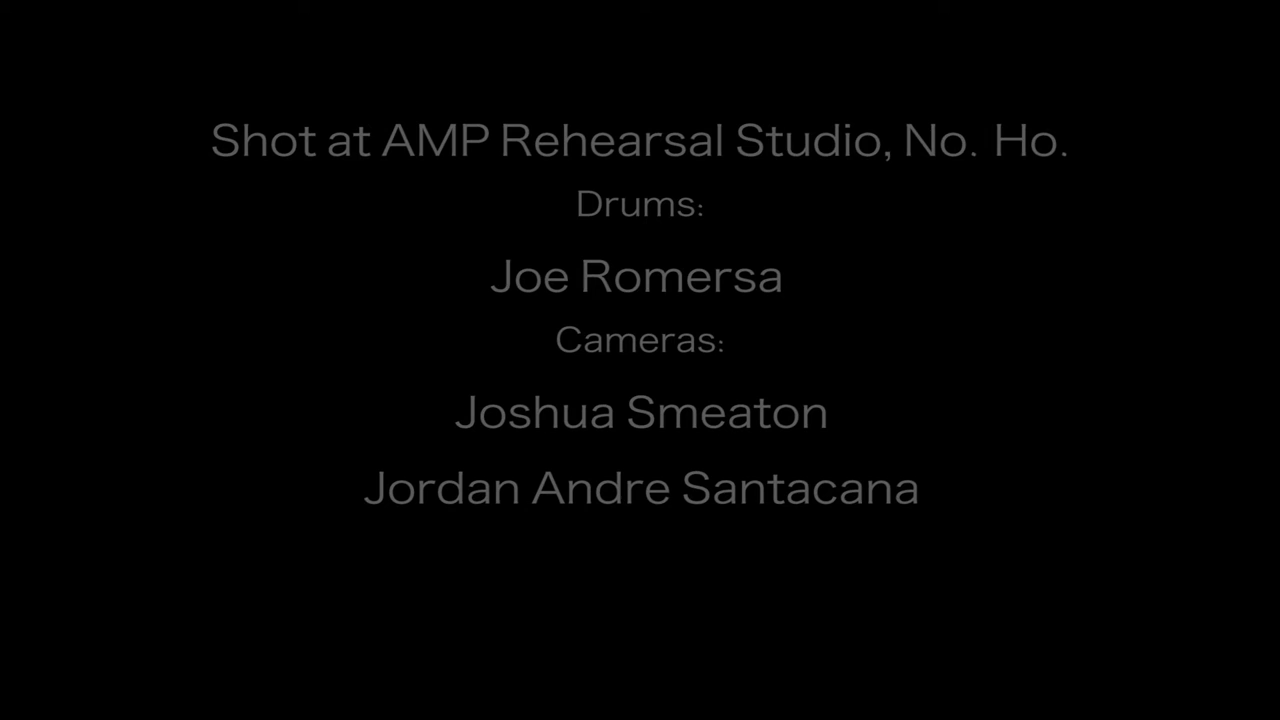 Shot at AMP Rehearsal Studio, No. Ho.
Drums:
Joe Romersa
Cameras:
Joshua Smeaton
Jordan Andre Santacana